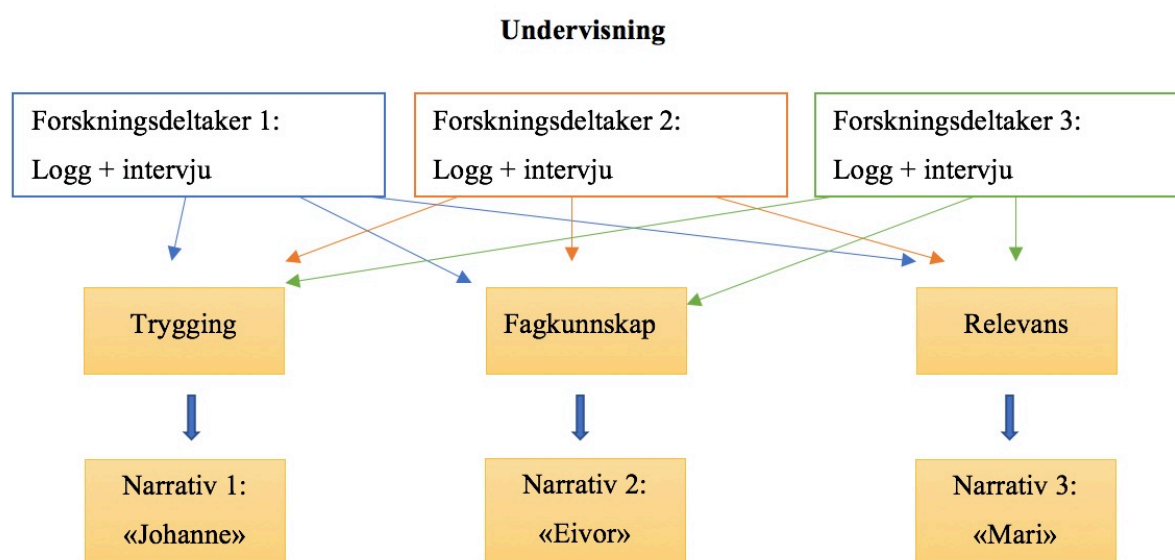 Undervisning
Forskningsdeltaker 1:
Logg + intervju
Forskningsdeltaker 2:
Logg + intervju
Forskningsdeltaker 3:
Logg + intervju
Trygging
Fagkunnskap
Relevans
Narrativ 1:
«Johanne»
Narrativ 2:
«Eivor»
Narrativ 3:
«Mari»